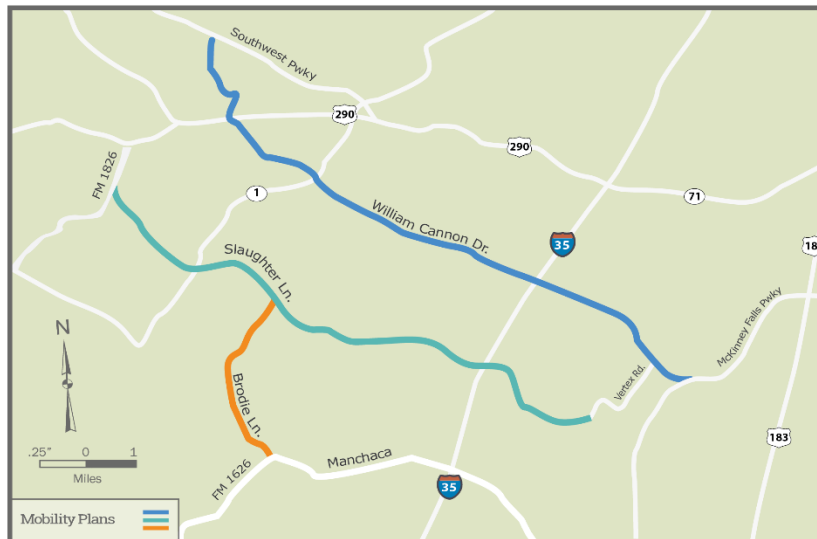 Southwest Pwky
290
290
FM 1826
1
71
William Cannon Dr.
35
Slaughter Ln.
18
McKinney Falls Pwky
N
Vertex Rd.
Brodie Ln.
183
.25" 0 1
Miles
Manchaca
FM 1626
35
Mobility Plans